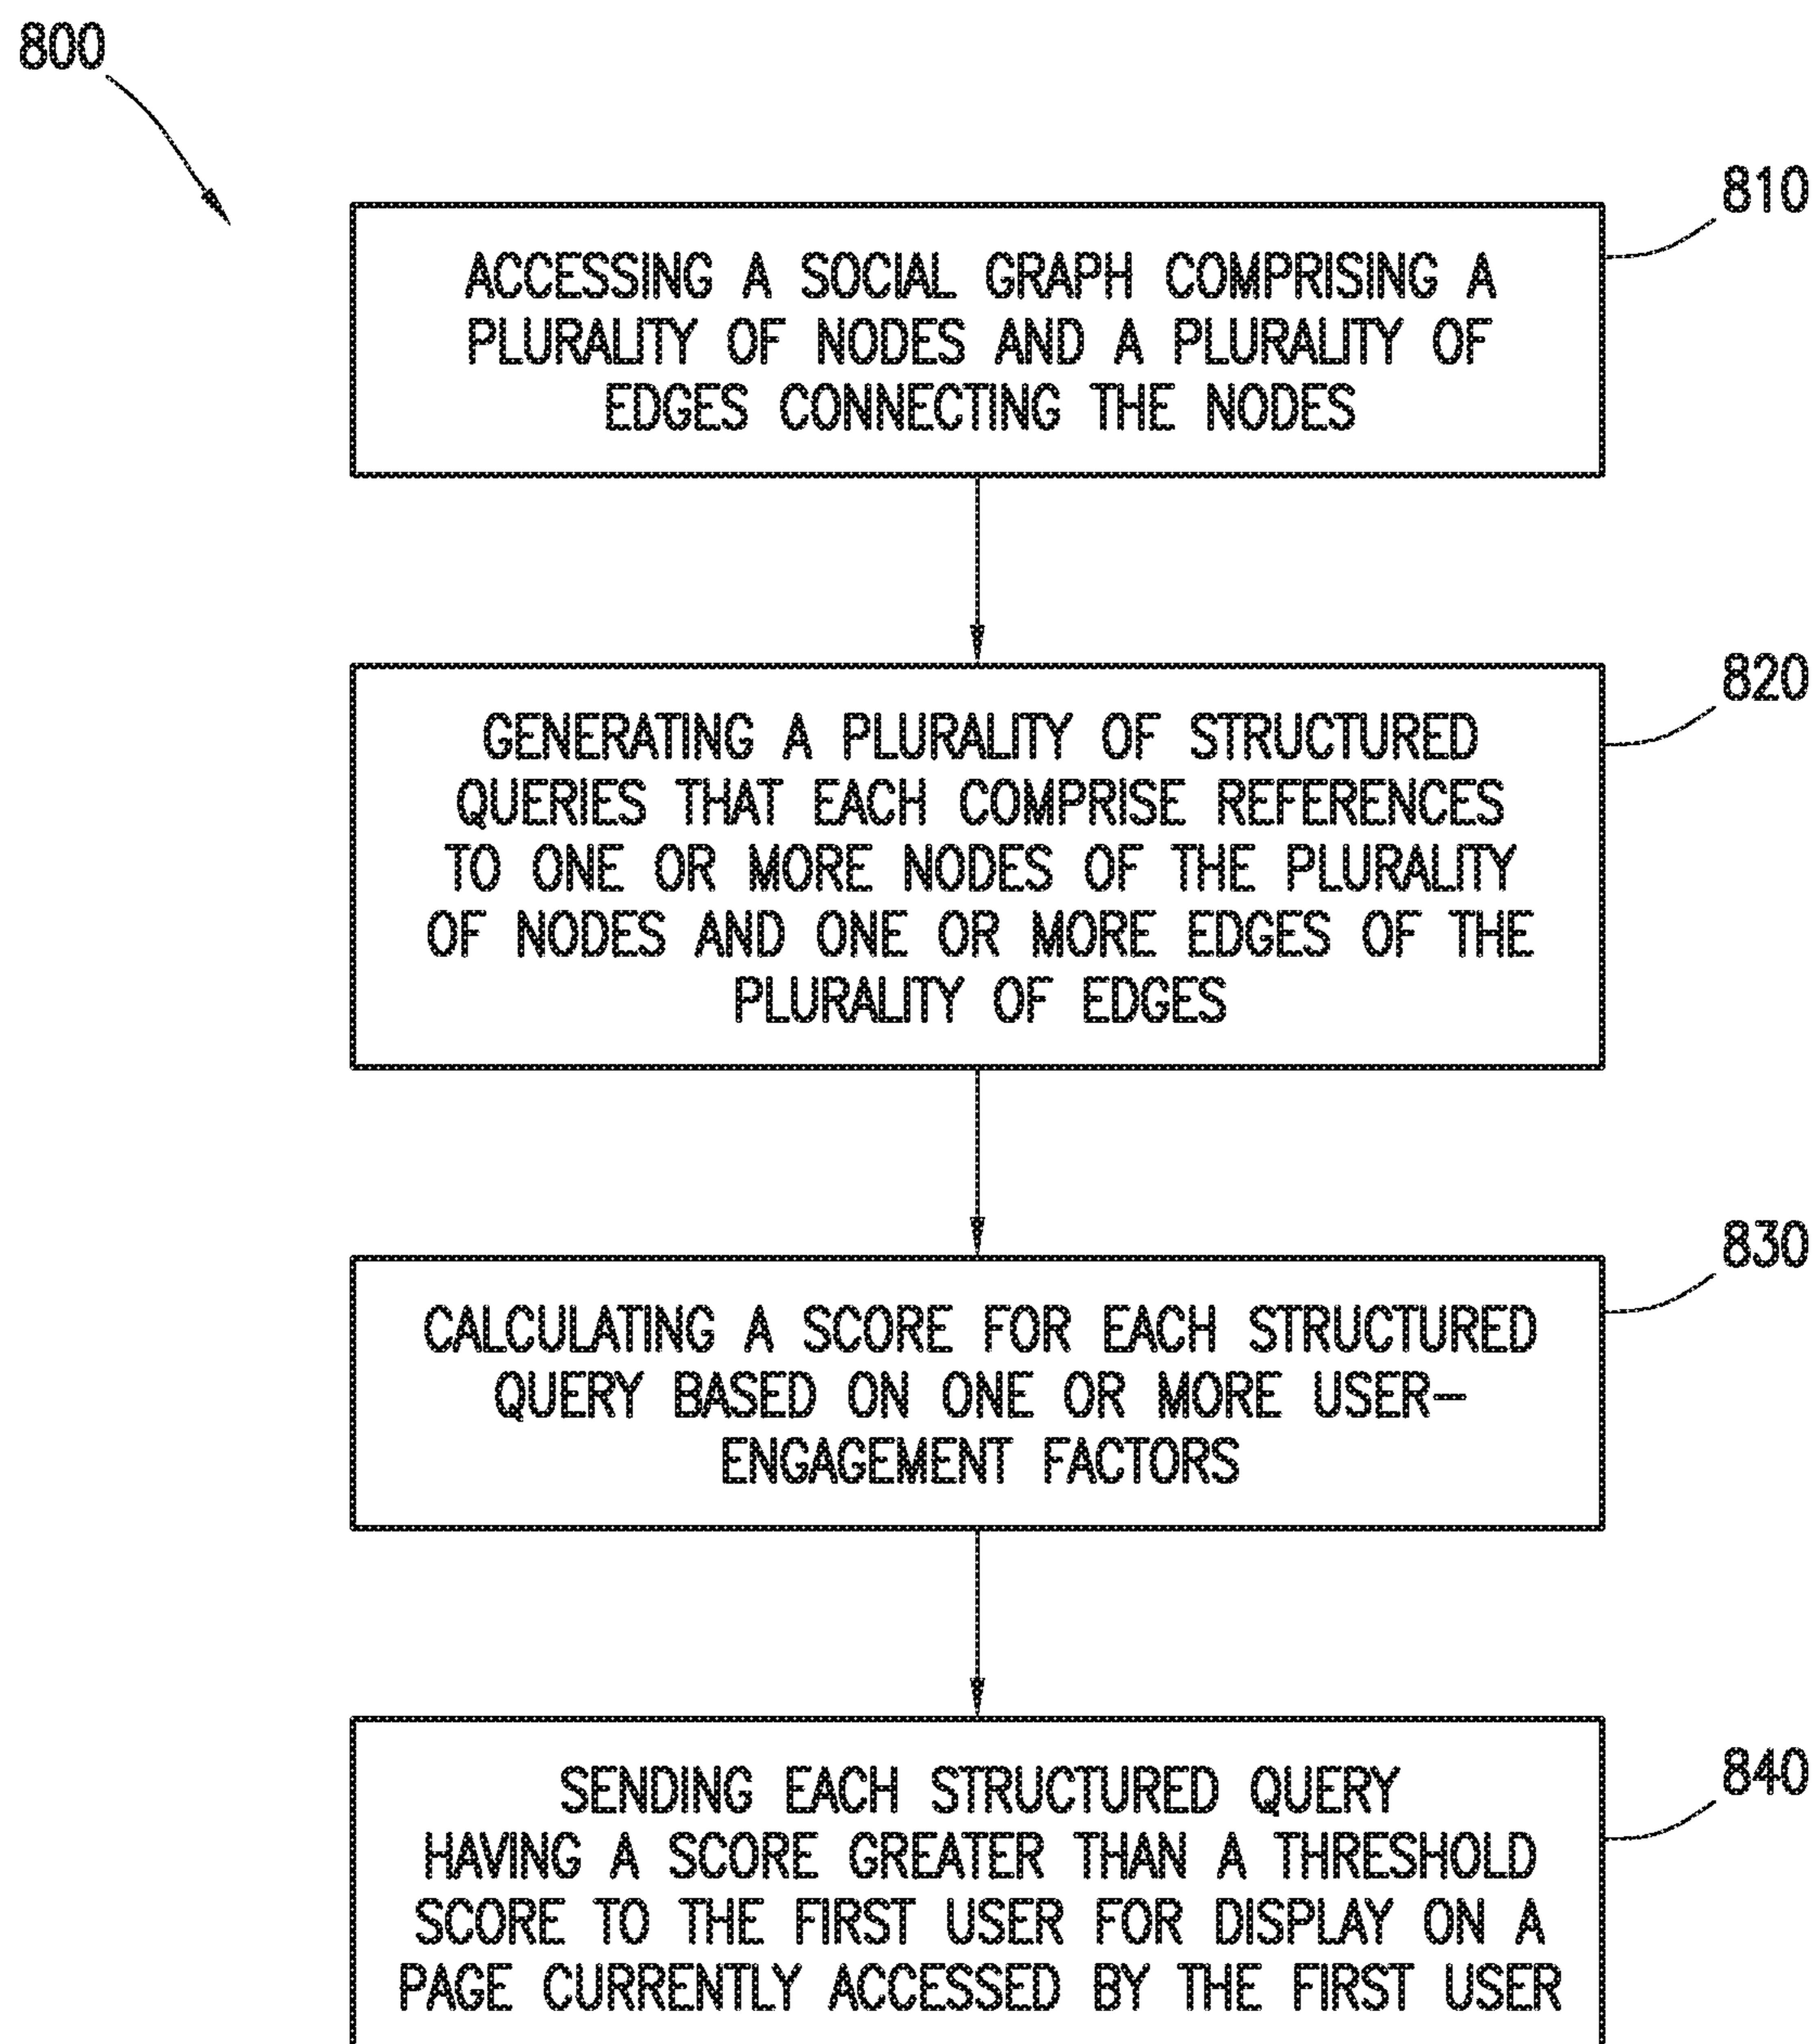 800
810
ACCESSING A SOCIAL GRAPH COMPRISING A
PLURALITY OF NODES AND A PLURALITY OF
EDGES CONNECTING THE NODES
820
GENERATING A PLURALITY OF STRUCTURED
QUERIES THAT EACH COMPRISE REFERENCES
TO ONE OR MORE NODES OF THE PLURALITY
OF NODES AND ONE OR MORE EDGES OF THE
PLURALITY OF EDGES
830
CALCULATING A SCORE FOR EACH STRUCTURED
QUERY BASED ON ONE OR MORE USER-
ENGAGEMENT FACTORS
840
SENDING EACH STRUCTURED QUERY
HAVING A SCORE GREATER THAN A THRESHOLD
SCORE TO THE FIRST USER FOR DISPLAY ON A
PAGE CURRENTLY ACCESSED BY THE FIRST USER